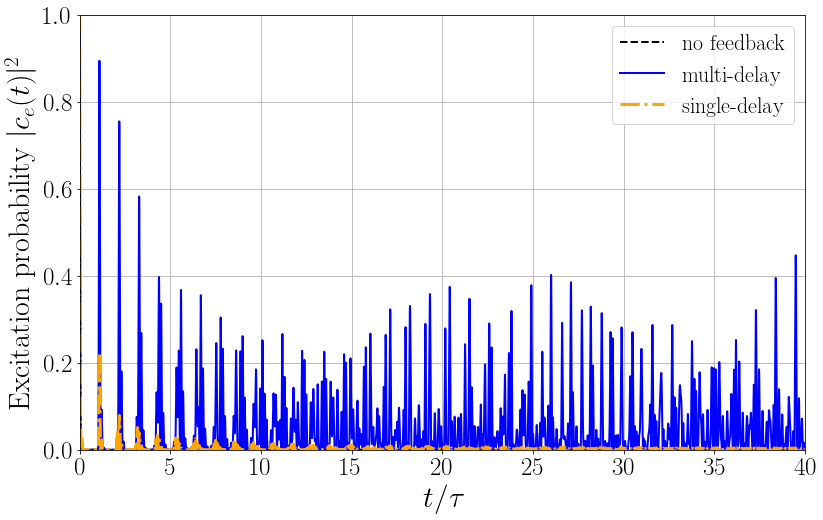 Excitation probability |c_e(t)|^2
1.0
0.8
0.6
0.4
0.2
0.0
no feedback
multi-delay
single-delay
0 5 10 15 20 25 30 35 40
t/τ